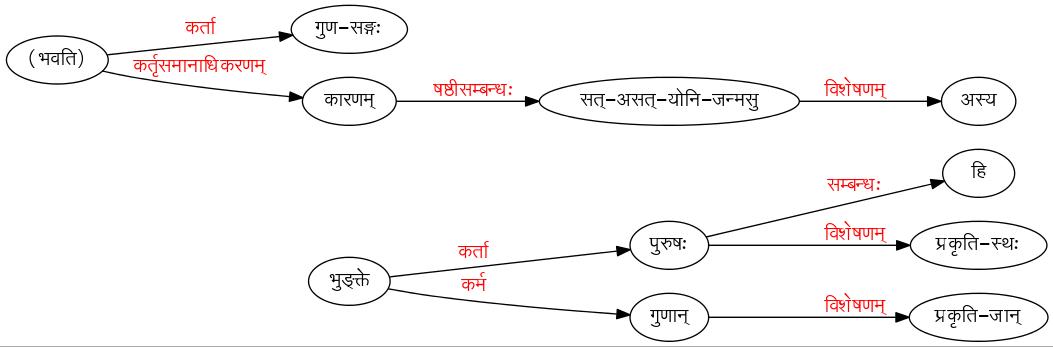 कर्ता
गुण-सङ्गः
(भवति)
कर्तृसमानाधिकरणम्
कारणम्
षष्ठीसम्बन्धः
सत्-असत्-योनि-जन्मसु
विशेषणम्
अस्य
हि
सम्बन्धः
पुरुषः
विशेषणम्
प्रकृति-स्थः
कर्ता
भुङ्क्ते
कर्म
गुणान्
विशेषणम्
प्रकृति-जान्